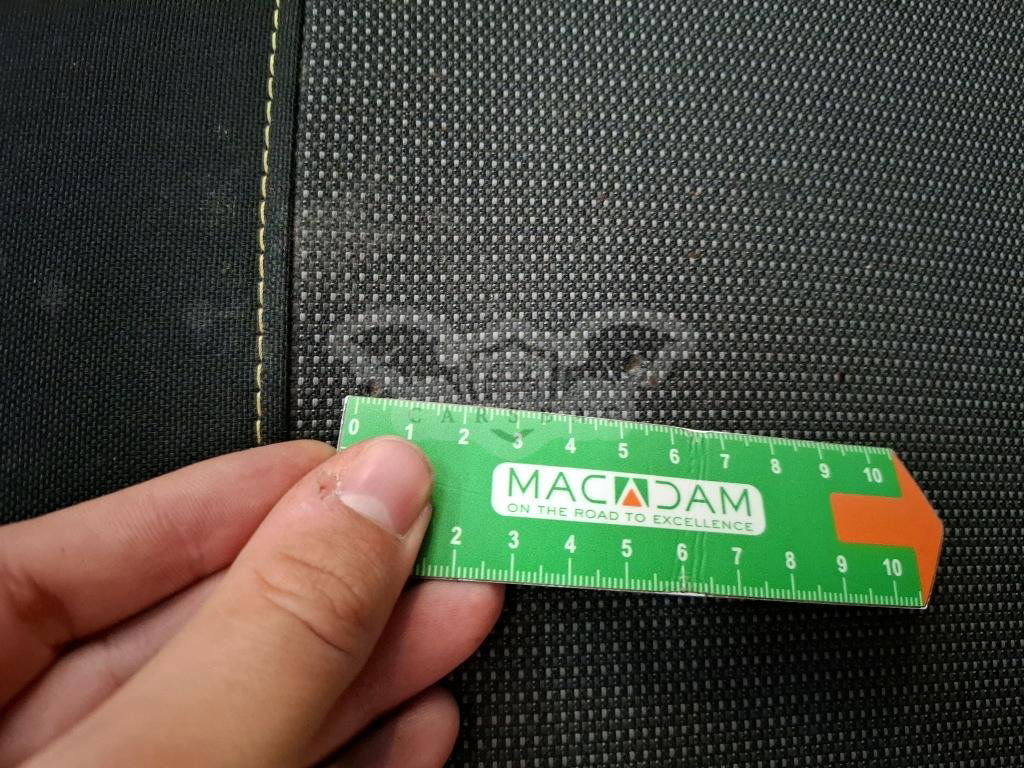 CARSB
0 1 2 3 4 5 6 7 8 9 10
MACADAM
ON THE ROAD TO EXCELLENCE
2 3 4 5 6 7 8 9 10